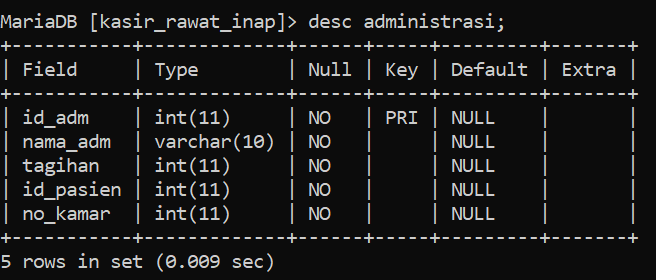 MariaDB [kasir_rawat_inap]> desc administrasi;
+-----------+-------------+------+-----+---------+-------+
| Field     | Type        | Null | Key | Default | Extra |
+-----------+-------------+------+-----+---------+-------+
| id_adm    | int(11)     | NO   | PRI | NULL    |       |
| nama_adm  | varchar(10) | NO   |     | NULL    |       |
| tagihan   | int(11)     | NO   |     | NULL    |       |
| id_pasien | int(11)     | NO   |     | NULL    |       |
| no_kamar  | int(11)     | NO   |     | NULL    |       |
+-----------+-------------+------+-----+---------+-------+
5 rows in set (0.009 sec)